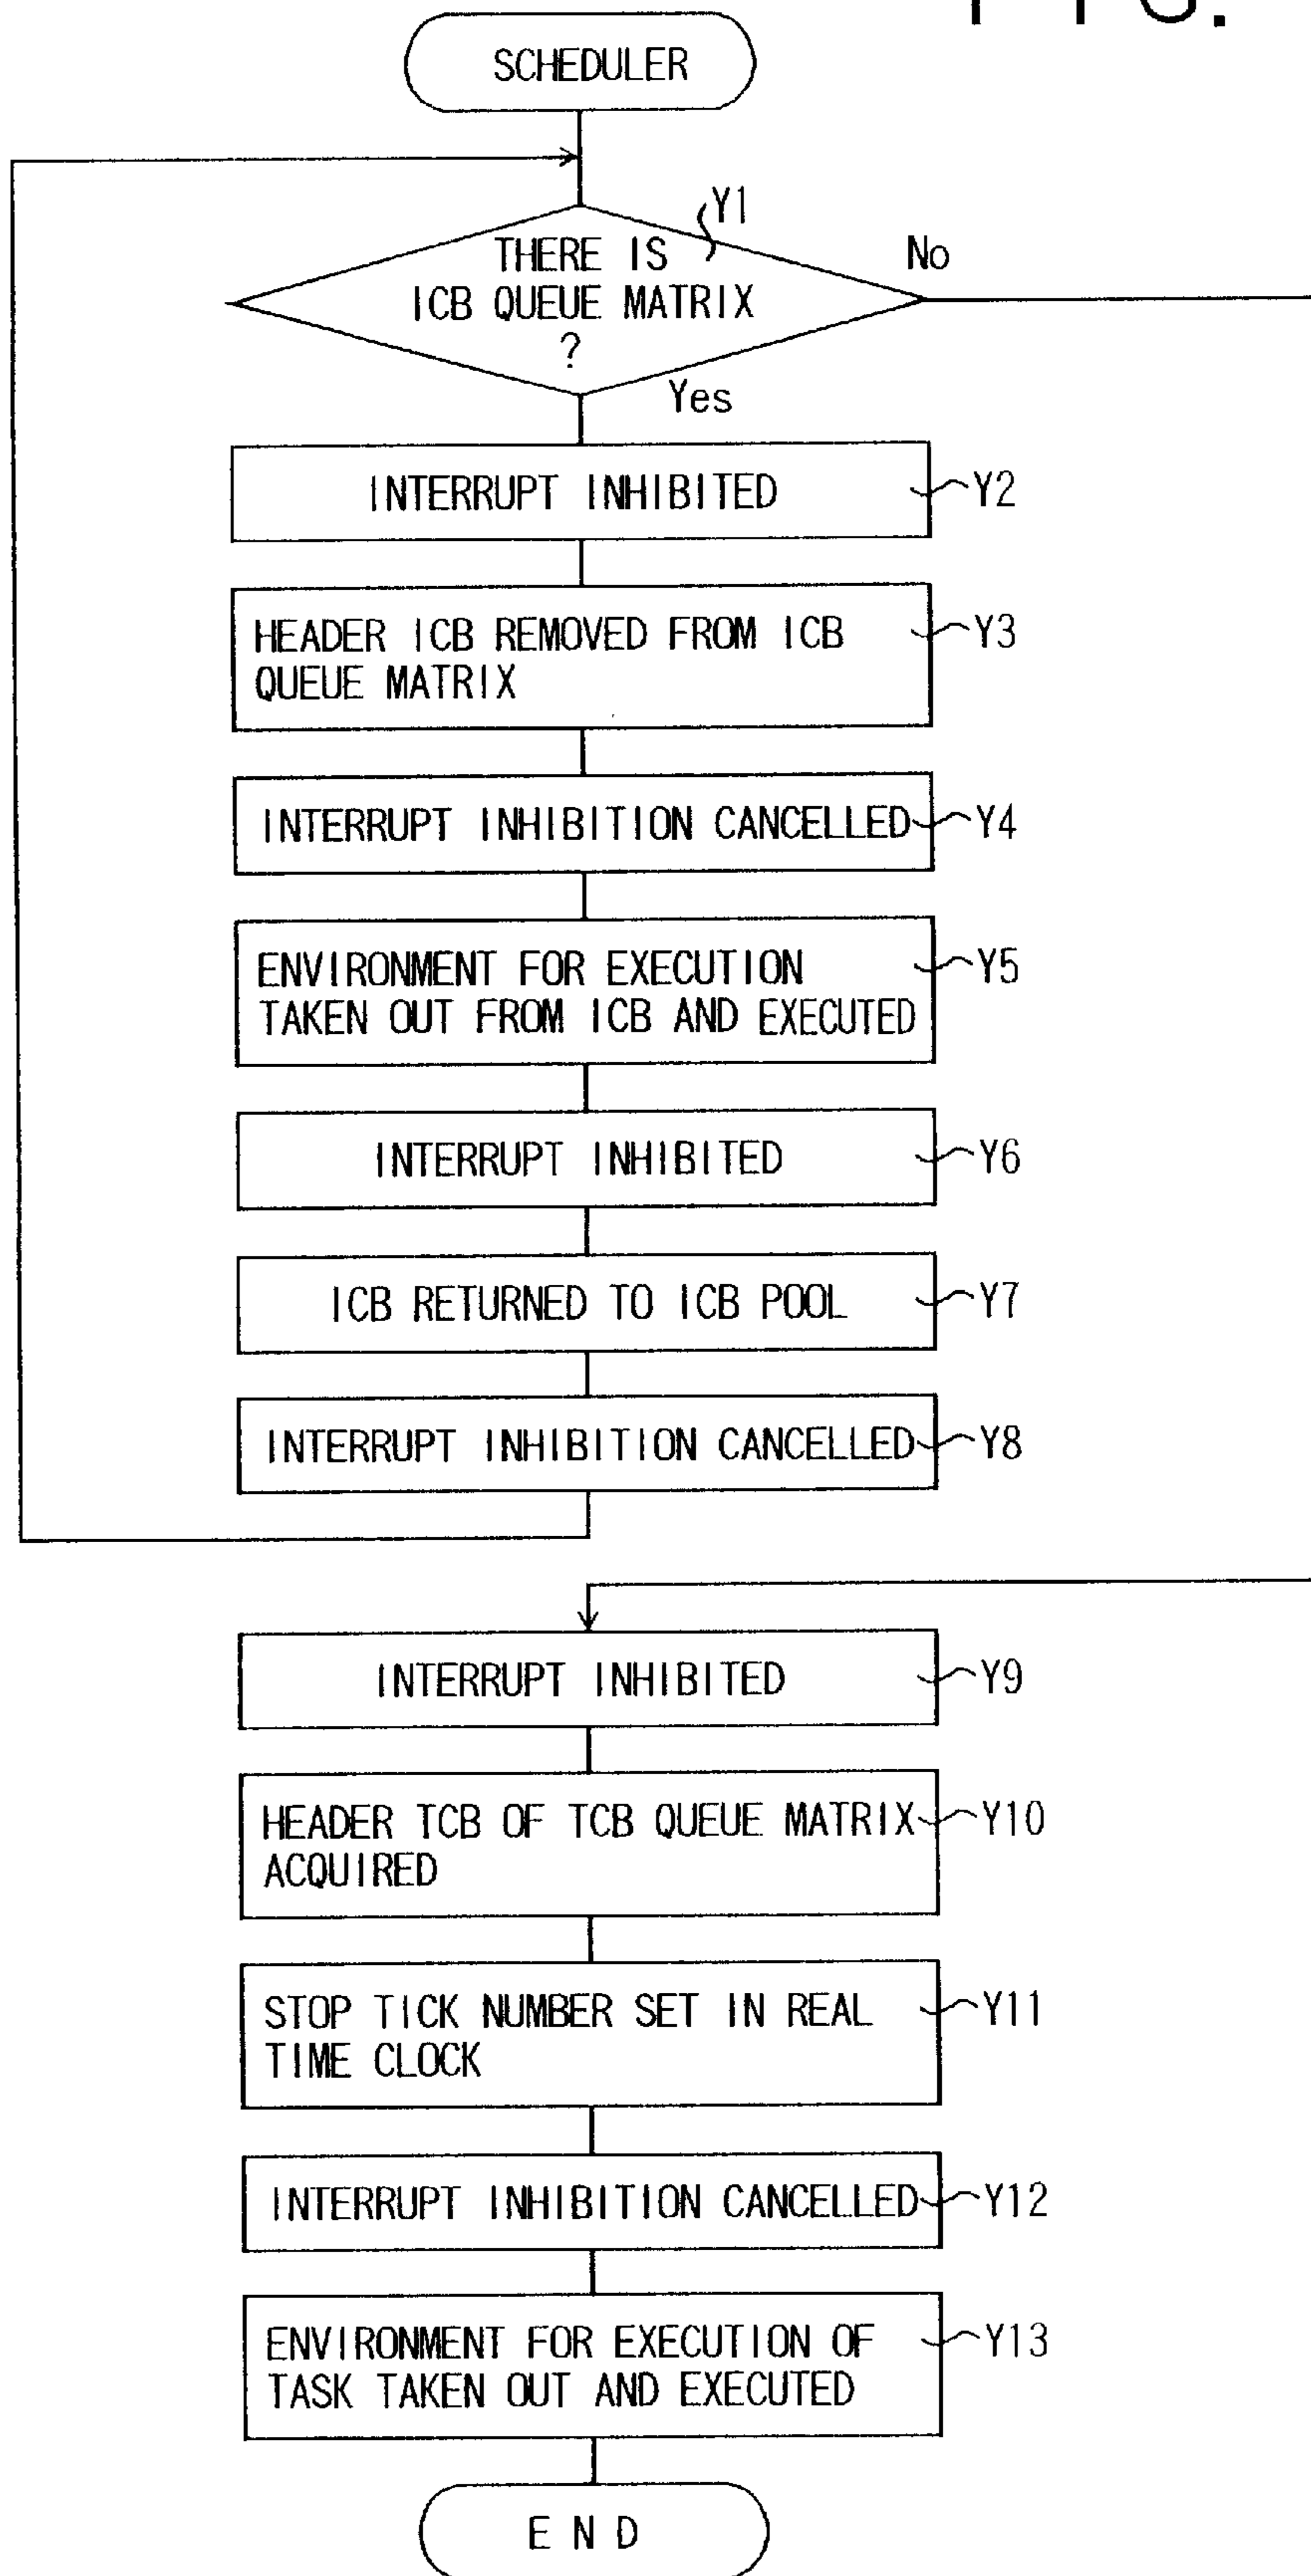 FIG.
SCHEDULER
Y1
THERE IS
ICB QUEUE MATRIX
?
No
Yes
INTERRUPT INHIBITED
Y2
HEADER ICB REMOVED FROM ICB
QUEUE MATRIX
Y3
INTERRUPT INHIBITION CANCELLED
Y4
ENVIRONMENT FOR EXECUTION
TAKEN OUT FROM ICB AND EXECUTED
Y5
INTERRUPT INHIBITED
Y6
ICB RETURNED TO ICB POOL
Y7
INTERRUPT INHIBITION CANCELLED
Y8
INTERRUPT INHIBITED
Y9
HEADER TCB OF TCB QUEUE MATRIX
ACQUIRED
Y10
STOP TICK NUMBER SET IN REAL
TIME CLOCK
Y11
INTERRUPT INHIBITION CANCELLED
Y12
ENVIRONMENT FOR EXECUTION OF
TASK TAKEN OUT AND EXECUTED
Y13
END